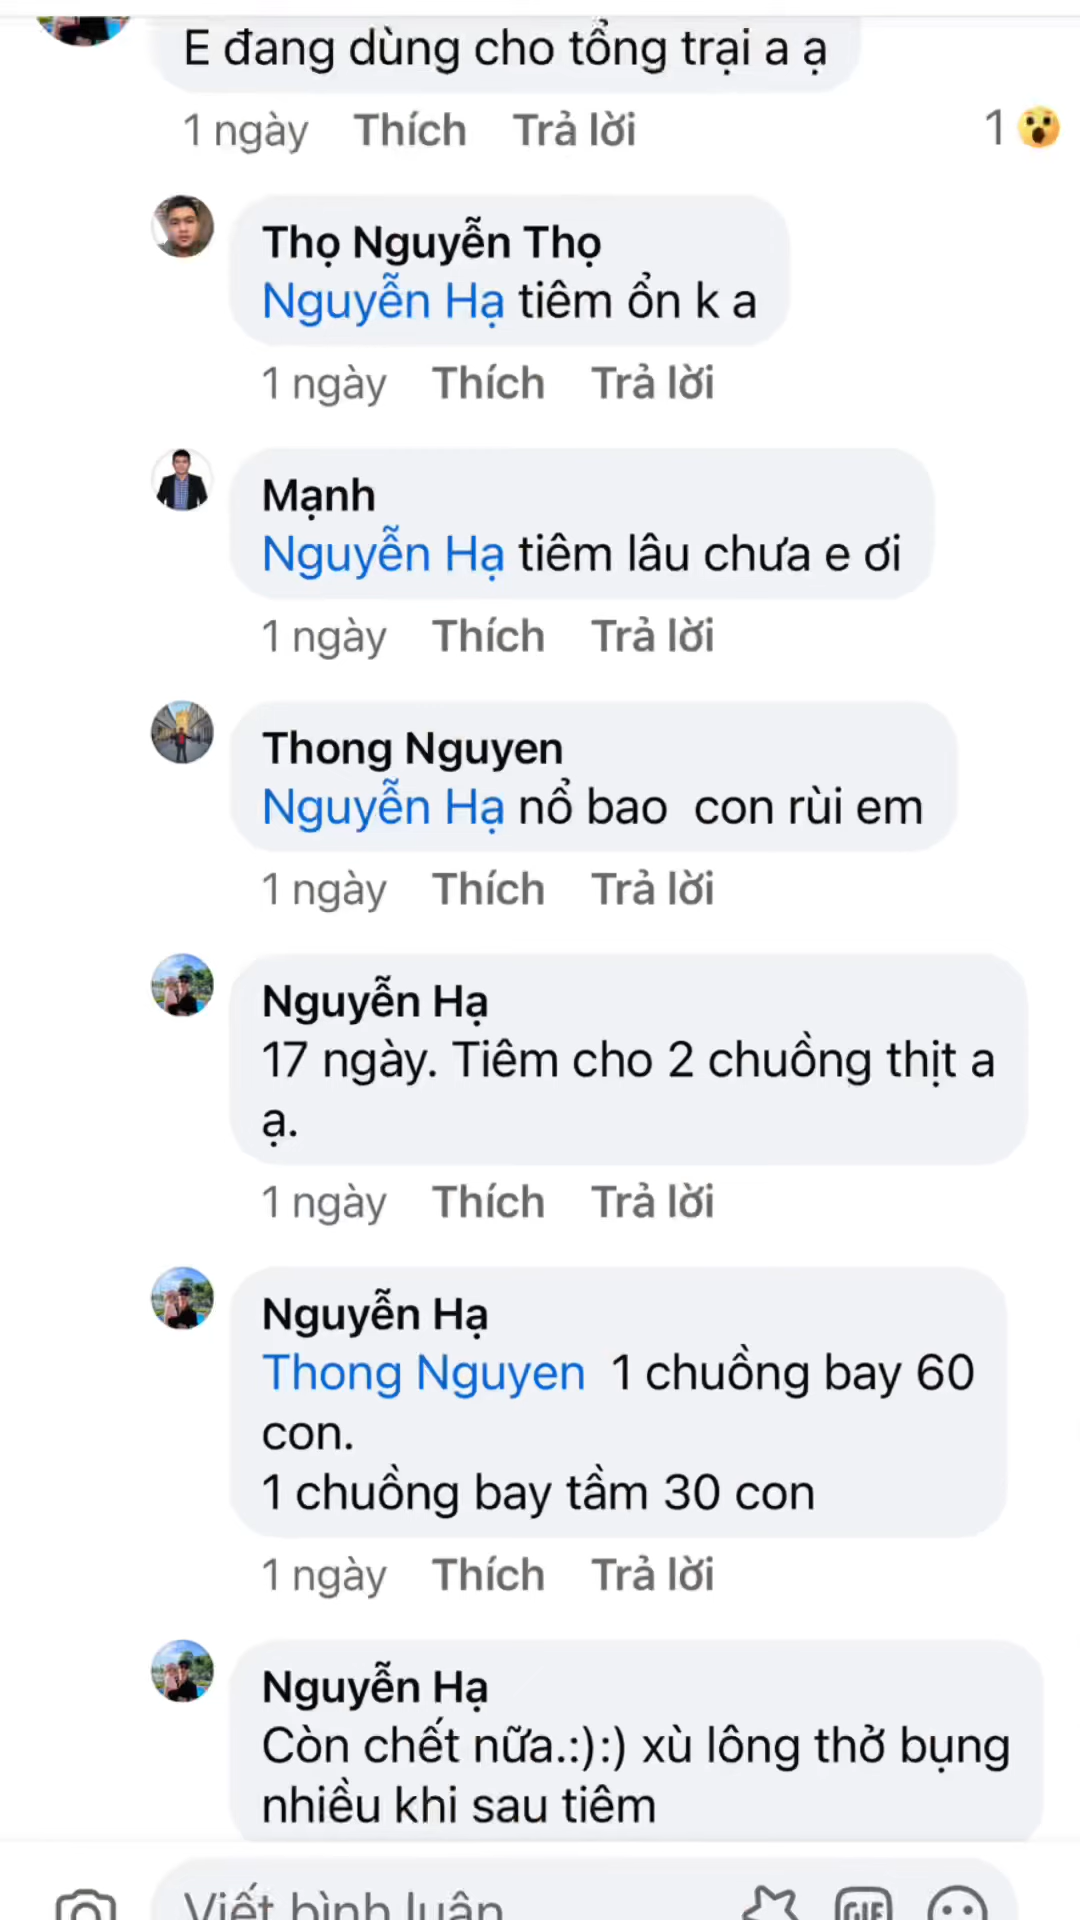 E đang dùng cho tổng trại a ạ
1 ngày Thích Trả lời 1
Thọ Nguyễn Thọ
Nguyễn Hạ tiêm ổn k a
1 ngày Thích Trả lời
Mạnh
Nguyễn Hạ tiêm lâu chưa e ơi
1 ngày Thích Trả lời
Thong Nguyen
Nguyễn Hạ nổ bao con rùi em
1 ngày Thích Trả lời
Nguyễn Hạ
17 ngày. Tiêm cho 2 chuồng thịt a
ạ.
1 ngày Thích Trả lời
Nguyễn Hạ
Thong Nguyen 1 chuồng bay 60
con.
1 chuồng bay tầm 30 con
1 ngày Thích Trả lời
Nguyễn Hạ
Còn chết nữa.:):) xù lông thở bụng
nhiều khi sau tiêm
Viết bình luận
GIF